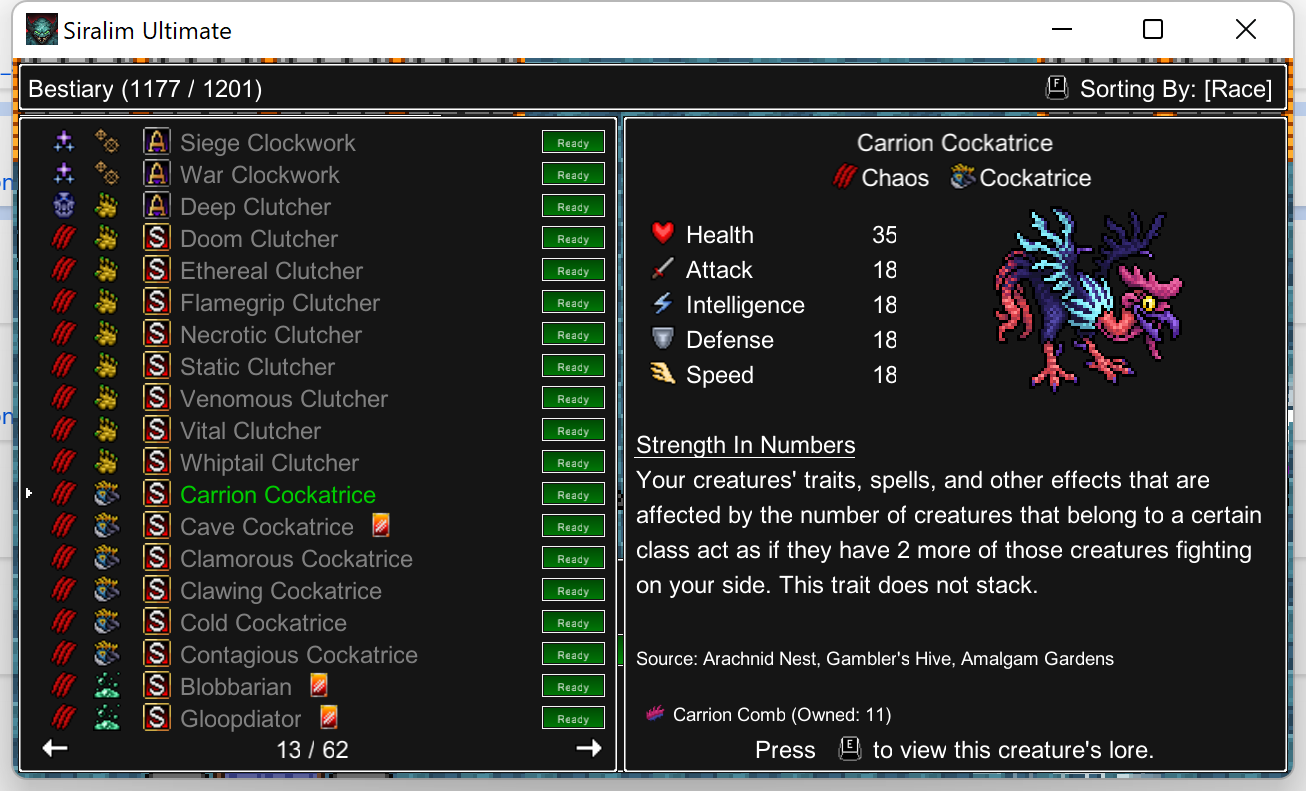 Siralim Ultimate
Bestiary (1177 / 1201)
F Sorting By: [Race]
A Siege Clockwork Ready
A War Clockwork Ready
A Deep Clutcher Ready
S Doom Clutcher Ready
S Ethereal Clutcher Ready
S Flamegrip Clutcher Ready
S Necrotic Clutcher Ready
S Static Clutcher Ready
S Venomous Clutcher Ready
S Vital Clutcher Ready
S Whiptail Clutcher Ready
S Carrion Cockatrice Ready
S Cave Cockatrice Ready
S Clamorous Cockatrice Ready
S Clawing Cockatrice Ready
S Cold Cockatrice Ready
S Contagious Cockatrice Ready
S Blobbarian Ready
S Gloopdiator Ready
13 / 62
Carrion Cockatrice
Chaos Cockatrice
Health 35
Attack 18
Intelligence 18
Defense 18
Speed 18
Strength In Numbers
Your creatures' traits, spells, and other effects that are
affected by the number of creatures that belong to a certain
class act as if they have 2 more of those creatures fighting
on your side. This trait does not stack.
Source: Arachnid Nest, Gambler's Hive, Amalgam Gardens
Carrion Comb (Owned: 11)
Press E to view this creature's lore.